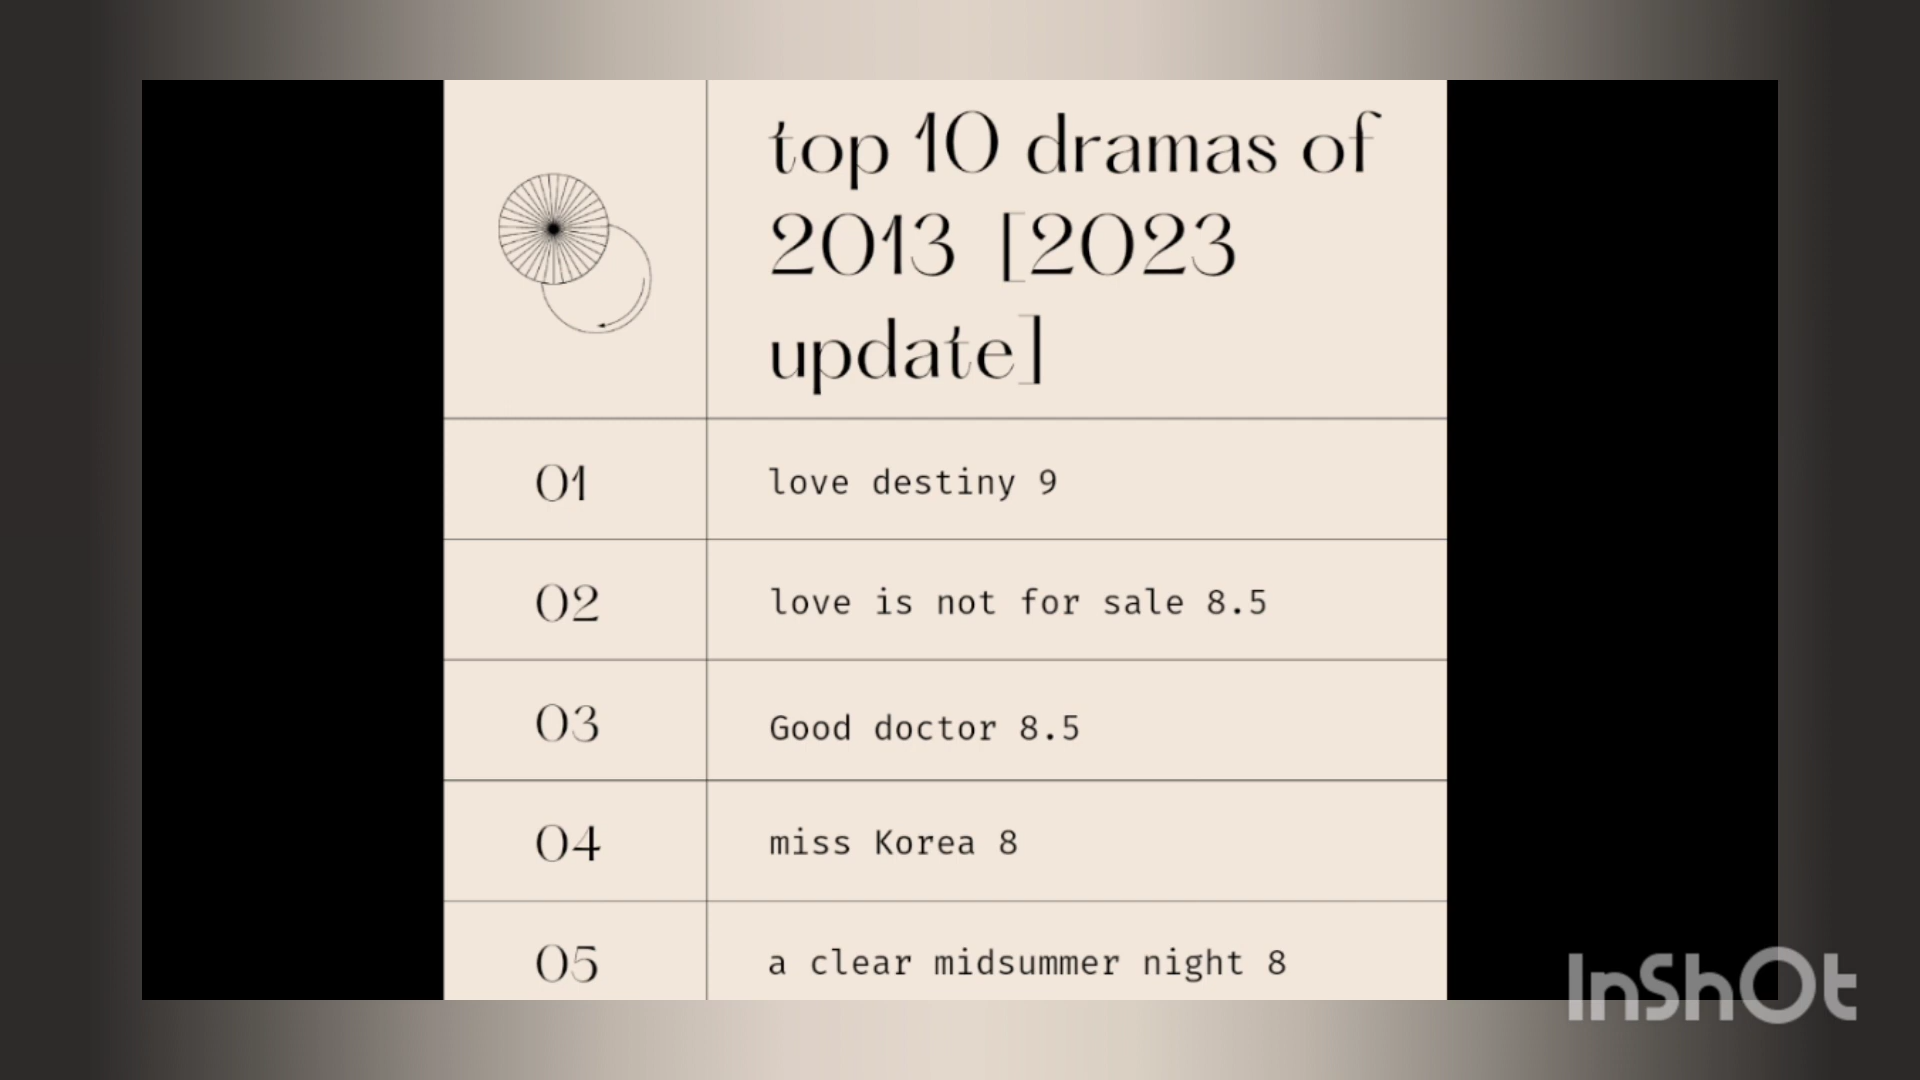 top 10 dramas of
2013 [2023
update]
01
love destiny 9
02
love is not for sale 8.5
03
Good doctor 8.5
04
miss Korea 8
05
a clear midsummer night 8
InShOt